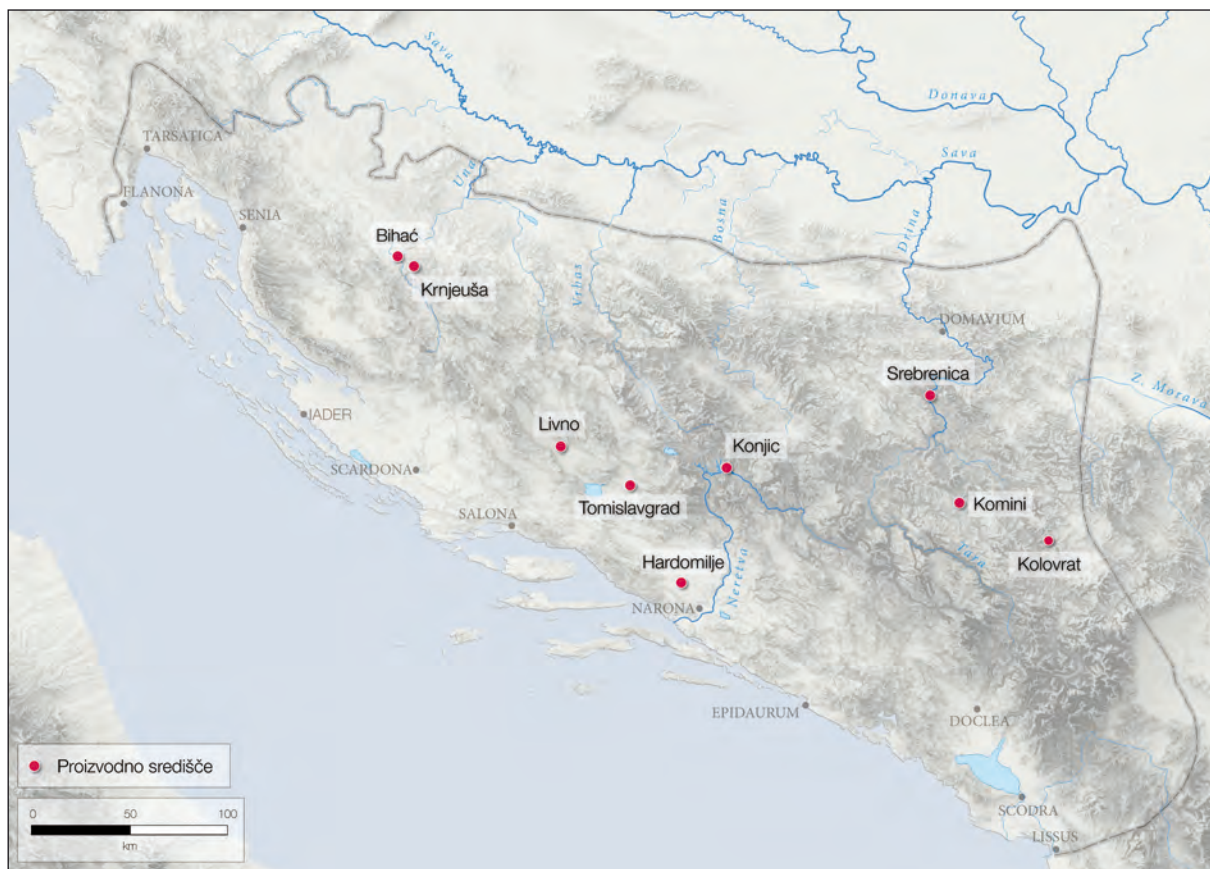 Sava
Donava
TARSATICA
Sava
Una
FLANONA
Bosna
SENIA
Drina
Bihać
Krnjeuša
Vrbas
DOMAVIUM
Srebrenica
Z. Morava
IADER
Livno
Konjic
SCARDONA
Tomislavgrad
Komini
SALONA
Kolovrat
Tara
Hardomilje
Neretva
NARONA
EPIDAURUM
DOCLEA
Proizvodno središče
SCODRA
0 50 100
km
LISSUS